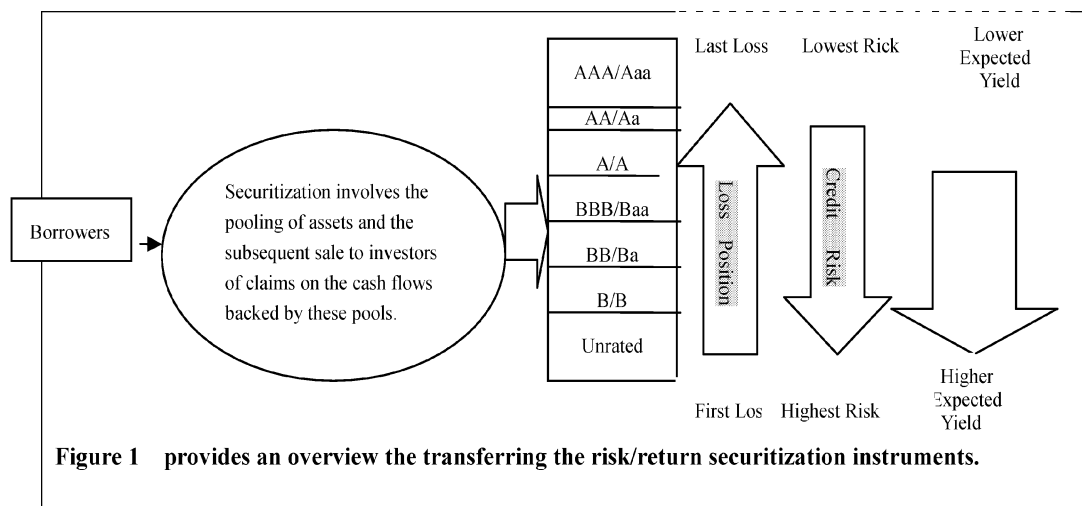 Last Loss
Lowest Rick
Lower
Expected
Yield
AAA/Aaa
AA/Aa
A/A
BBB/Baa
BB/Ba
B/B
Unrated
Borrowers
Securitization involves the
pooling of assets and the
subsequent sale to investors
of claims on the cash flows
backed by these pools.
Loss Position
Credit Risk
First Los
Highest Risk
Higher
Expected
Yield
Figure 1 provides an overview the transferring the risk/return securitization instruments.